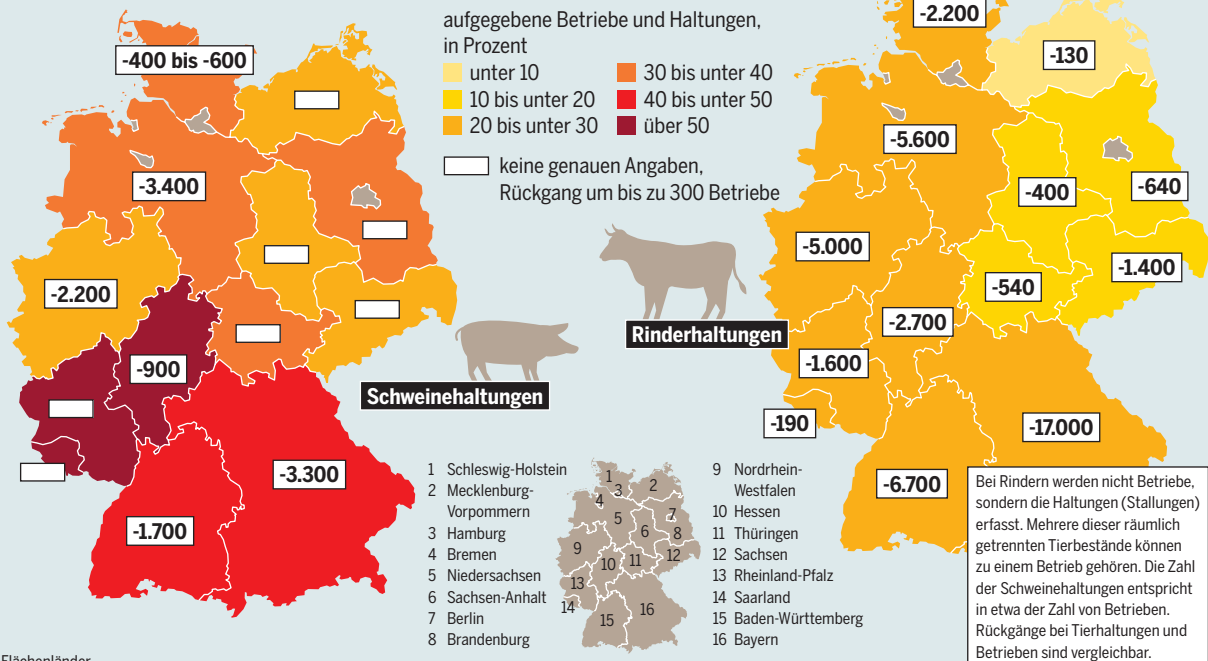 aufgegebene Betriebe und Haltungen,
in Prozent
unter 10
10 bis unter 20
20 bis unter 30
30 bis unter 40
40 bis unter 50
über 50
keine genauen Angaben,
Rückgang um bis zu 300 Betriebe
-400 bis -600
-3.400
-2.200
-900
-3.300
-1.700
Schweinehaltungen
-2.200
-130
-5.600
-400
-640
-5.000
-1.400
-540
-2.700
-1.600
-190
-17.000
-6.700
Rinderhaltungen
1 Schleswig-Holstein
2 Mecklenburg-
Vorpommern
3 Hamburg
4 Bremen
5 Niedersachsen
6 Sachsen-Anhalt
7 Berlin
8 Brandenburg
1
2
3
4
5
6
7
8
9
10
11
12
13
14
15
16
9 Nordrhein-
Westfalen
10 Hessen
11 Thüringen
12 Sachsen
13 Rheinland-Pfalz
14 Saarland
15 Baden-Württemberg
16 Bayern
Bei Rindern werden nicht Betriebe,
sondern die Haltungen (Stallungen)
erfasst. Mehrere dieser räumlich
getrennten Tierbestände können
zu einem Betrieb gehören. Die Zahl
der Schweinehaltungen entspricht
in etwa der Zahl von Betrieben.
Rückgänge bei Tierhaltungen und
Betrieben sind vergleichbar.
Flächenländer